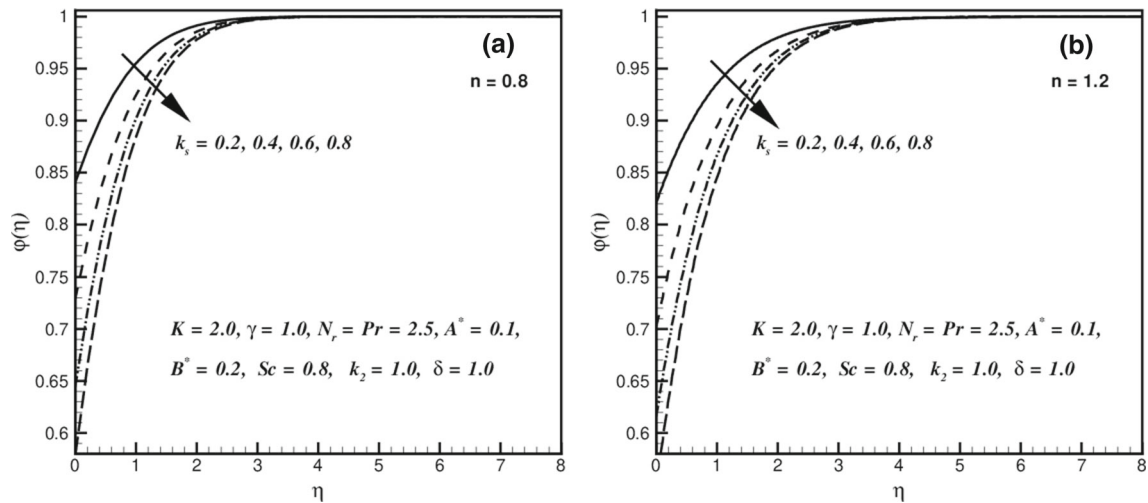 (a)
n = 0.8
k_s = 0.2, 0.4, 0.6, 0.8
K = 2.0, γ = 1.0, N_r = Pr = 2.5, A* = 0.1,
B* = 0.2, Sc = 0.8, k_2 = 1.0, δ = 1.0
φ(η)
1
0.95
0.9
0.85
0.8
0.75
0.7
0.65
0.6
0 1 2 3 4 5 6 7 8
η
(b)
n = 1.2
k_s = 0.2, 0.4, 0.6, 0.8
K = 2.0, γ = 1.0, N_r = Pr = 2.5, A* = 0.1,
B* = 0.2, Sc = 0.8, k_2 = 1.0, δ = 1.0
φ(η)
1
0.95
0.9
0.85
0.8
0.75
0.7
0.65
0.6
0 1 2 3 4 5 6 7 8
η